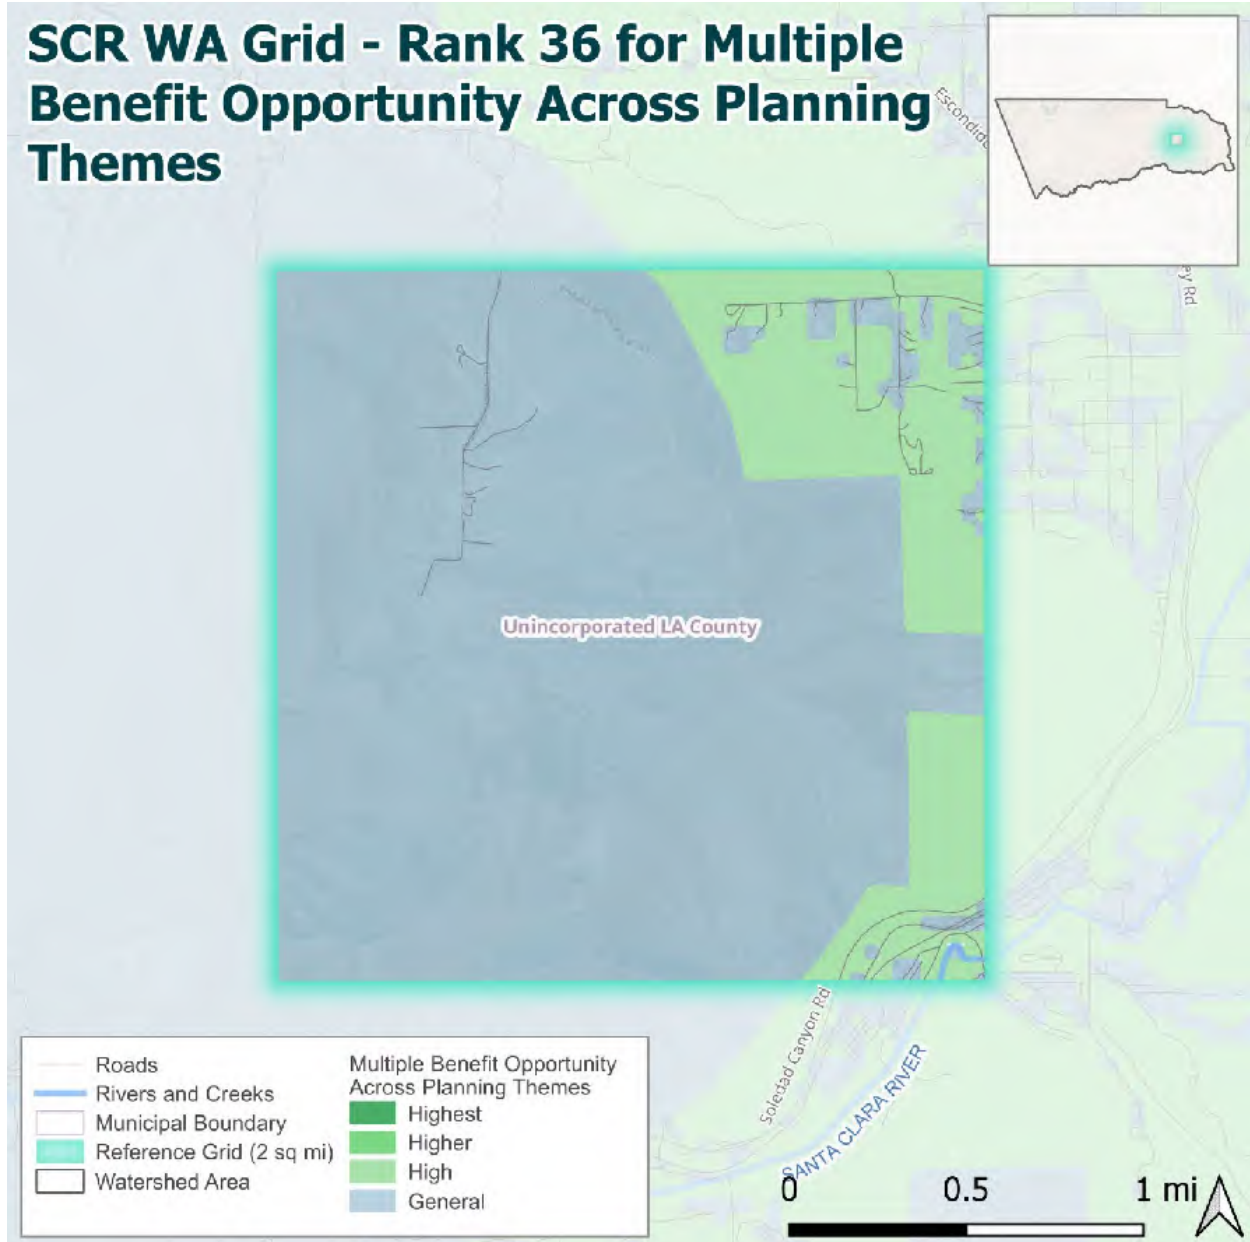 SCR WA Grid - Rank 36 for Multiple
Benefit Opportunity Across Planning
Themes
Escondido
ey Rd
Unincorporated LA County
Soledad Canyon Rd
SANTA CLARA RIVER
Roads
Rivers and Creeks
Municipal Boundary
Reference Grid (2 sq mi)
Watershed Area
Multiple Benefit Opportunity
Across Planning Themes
Highest
Higher
High
General
0 0.5 1 mi